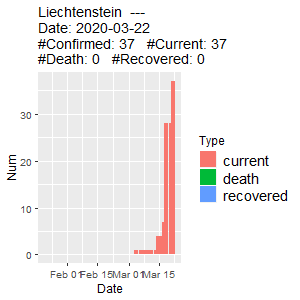 Liechtenstein  ---
Date: 2020-03-22
#Confirmed: 37   #Current: 37
#Death: 0   #Recovered: 0
Num
30
20
10
0
Feb 01 Feb 15 Mar 01 Mar 15
Date
Type
current
death
recovered